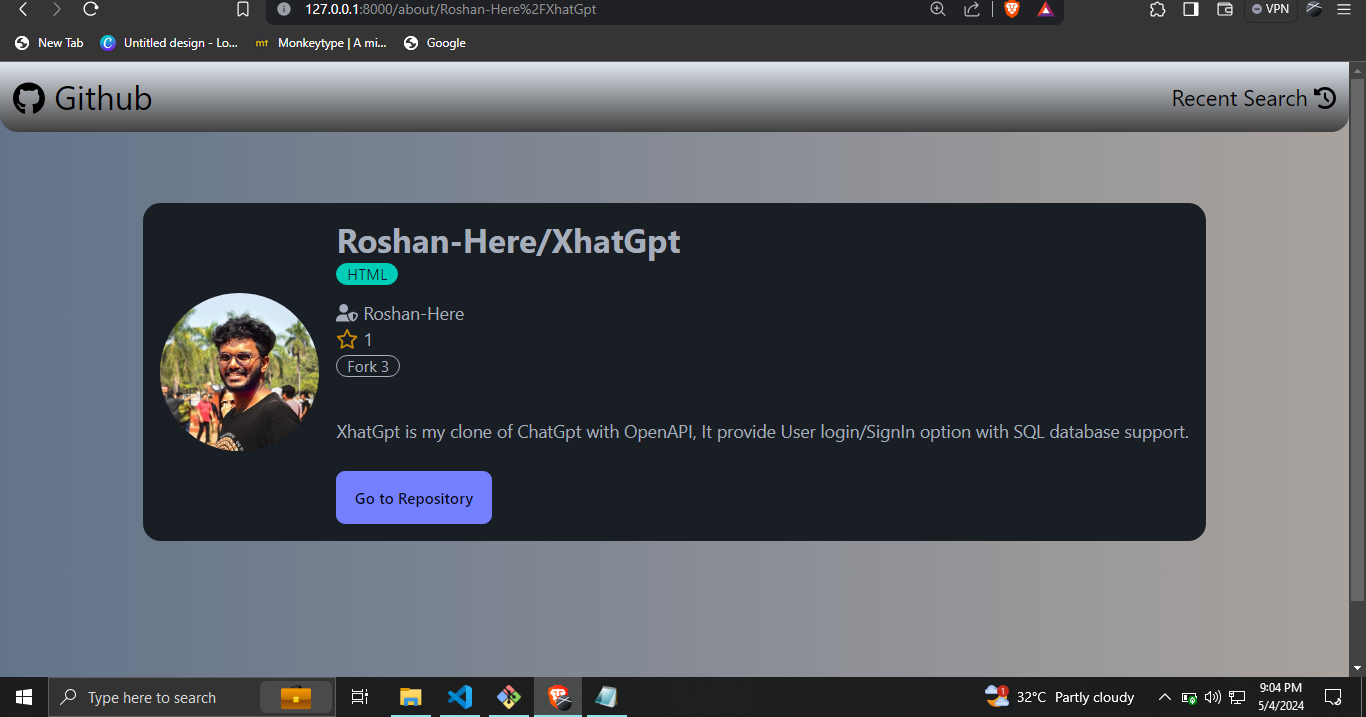 127.0.0.1:8000/about/Roshan-Here%2FXhatGpt
VPN
New Tab
Untitled design - Lo...
mt Monkeytype | A mi...
Google
Github
Recent Search
Roshan-Here/XhatGpt
HTML
Roshan-Here
1
Fork 3
XhatGpt is my clone of ChatGpt with OpenAPI, It provide User login/SignIn option with SQL database support.
Go to Repository
Type here to search
1
32°C Partly cloudy
9:04 PM
5/4/2024